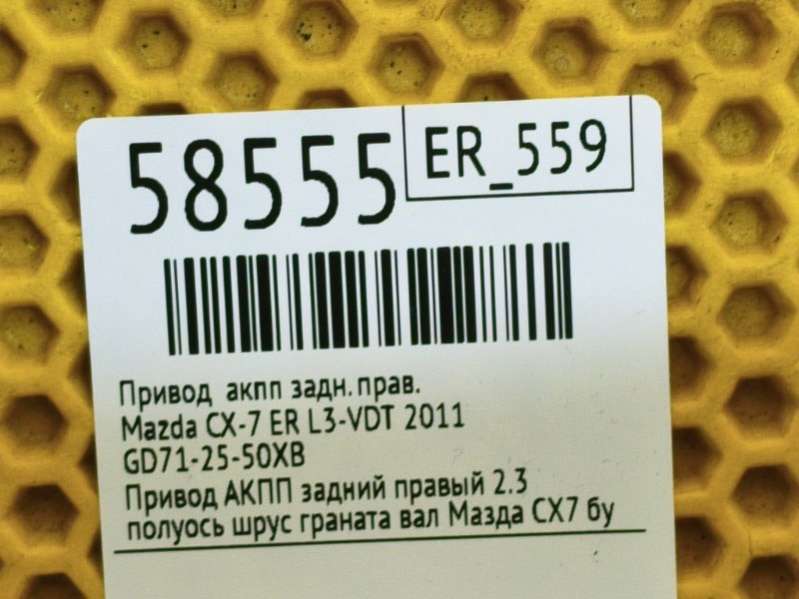 58555
ER_559
Привод акпп задн. прав.
Mazda CX-7 ER L3-VDT 2011
GD71-25-50XB
Привод АКПП задний правый 2.3
полуось шрус граната вал Мазда СХ7 бу